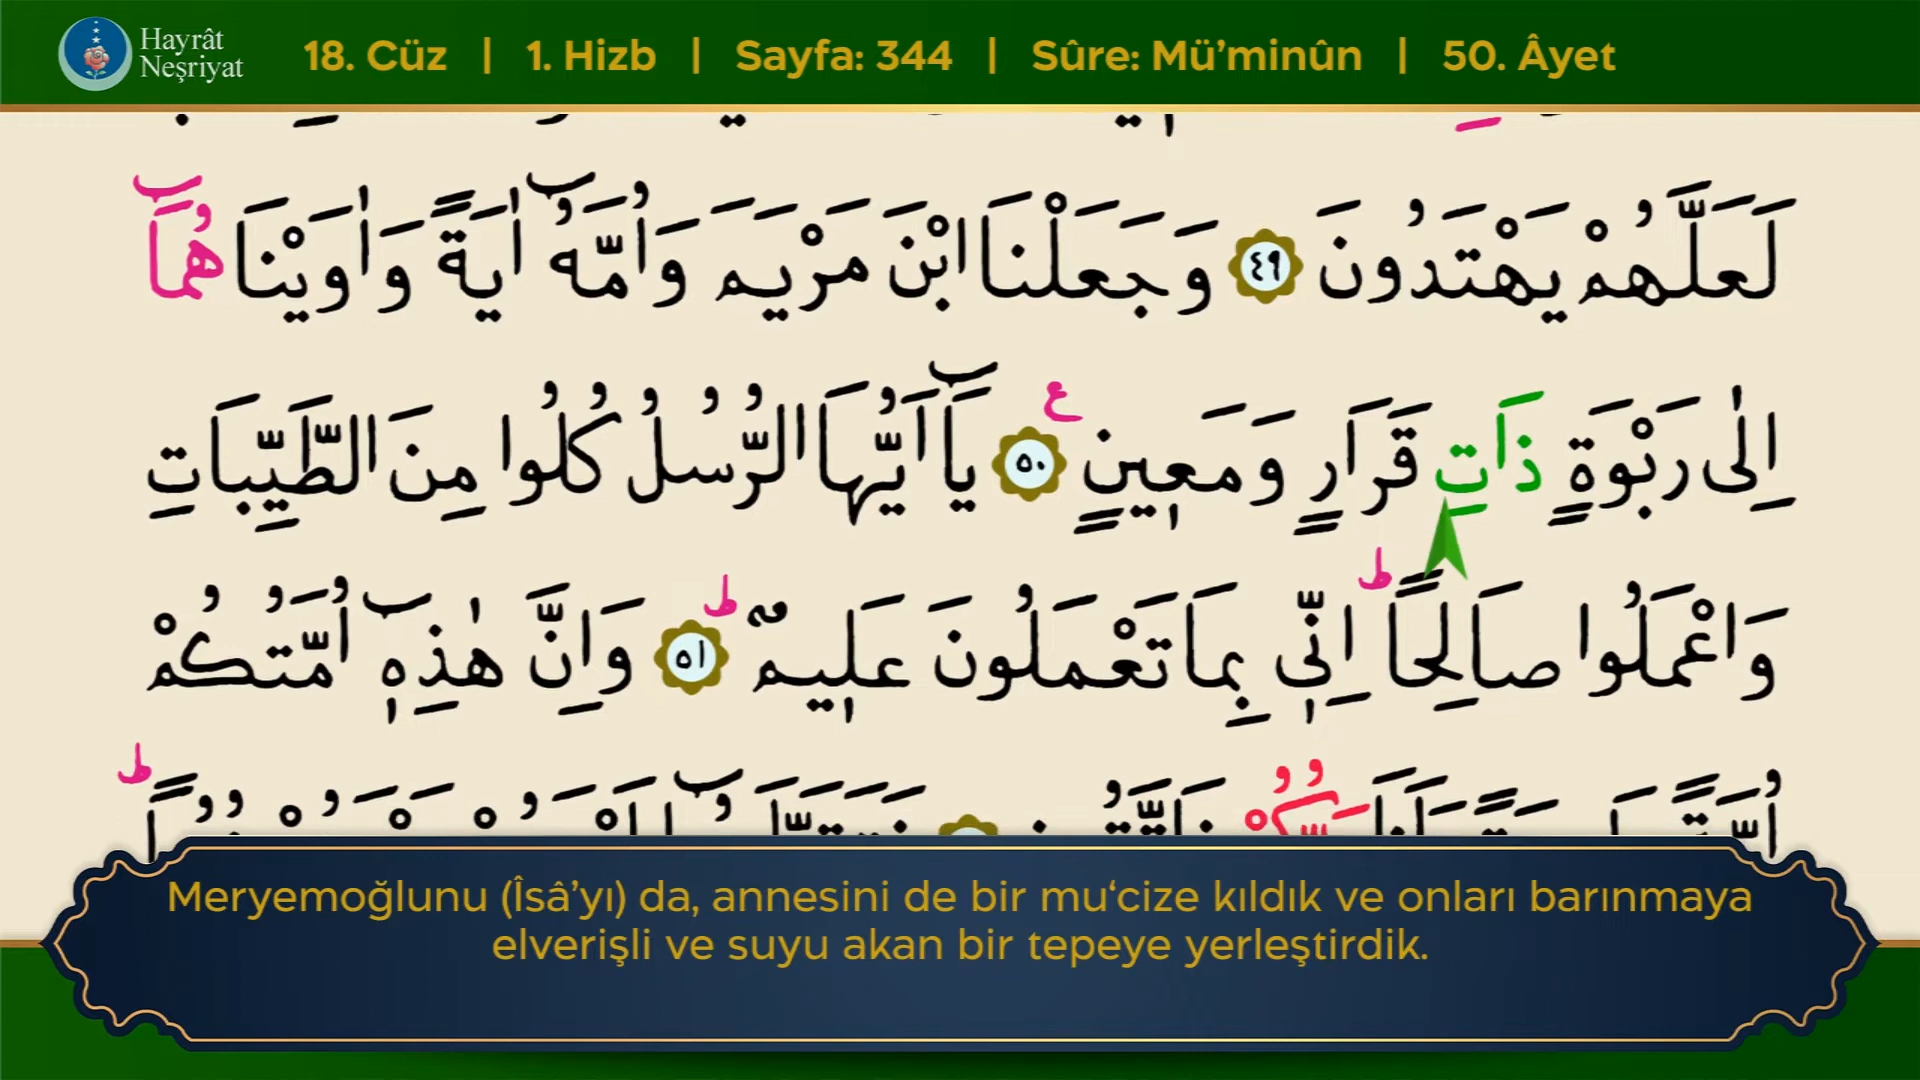 Hayrât
Neşriyat
18. Cüz | 1. Hizb | Sayfa: 344 | Sûre: Mü’minûn | 50. Âyet
لَعَلَّهُمْ يَهْتَدُونَ ﴿٤٩﴾ وَجَعَلْنَا ابْنَ مَرْيَمَ وَاُمَّهُٓ اٰيَةً وَاٰوَيْنَاهُمَٓا
اِلٰى رَبْوَةٍ ذَاتِ قَرَارٍ وَمَعٖينٍ ع ﴿٥٠﴾ يَٓا اَيُّهَا الرُّسُلُ كُلُوا مِنَ الطَّيِّبَاتِ
وَاعْمَلُوا صَالِحًا ط اِنّٖي بِمَا تَعْمَلُونَ عَلٖيمٌ ط ﴿٥١﴾ وَاِنَّ هٰذِهٖٓ اُمَّتُكُمْ
Meryemoğlunu (Îsâ’yı) da, annesini de bir mu‘cize kıldık ve onları barınmaya
elverişli ve suyu akan bir tepeye yerleştirdik.